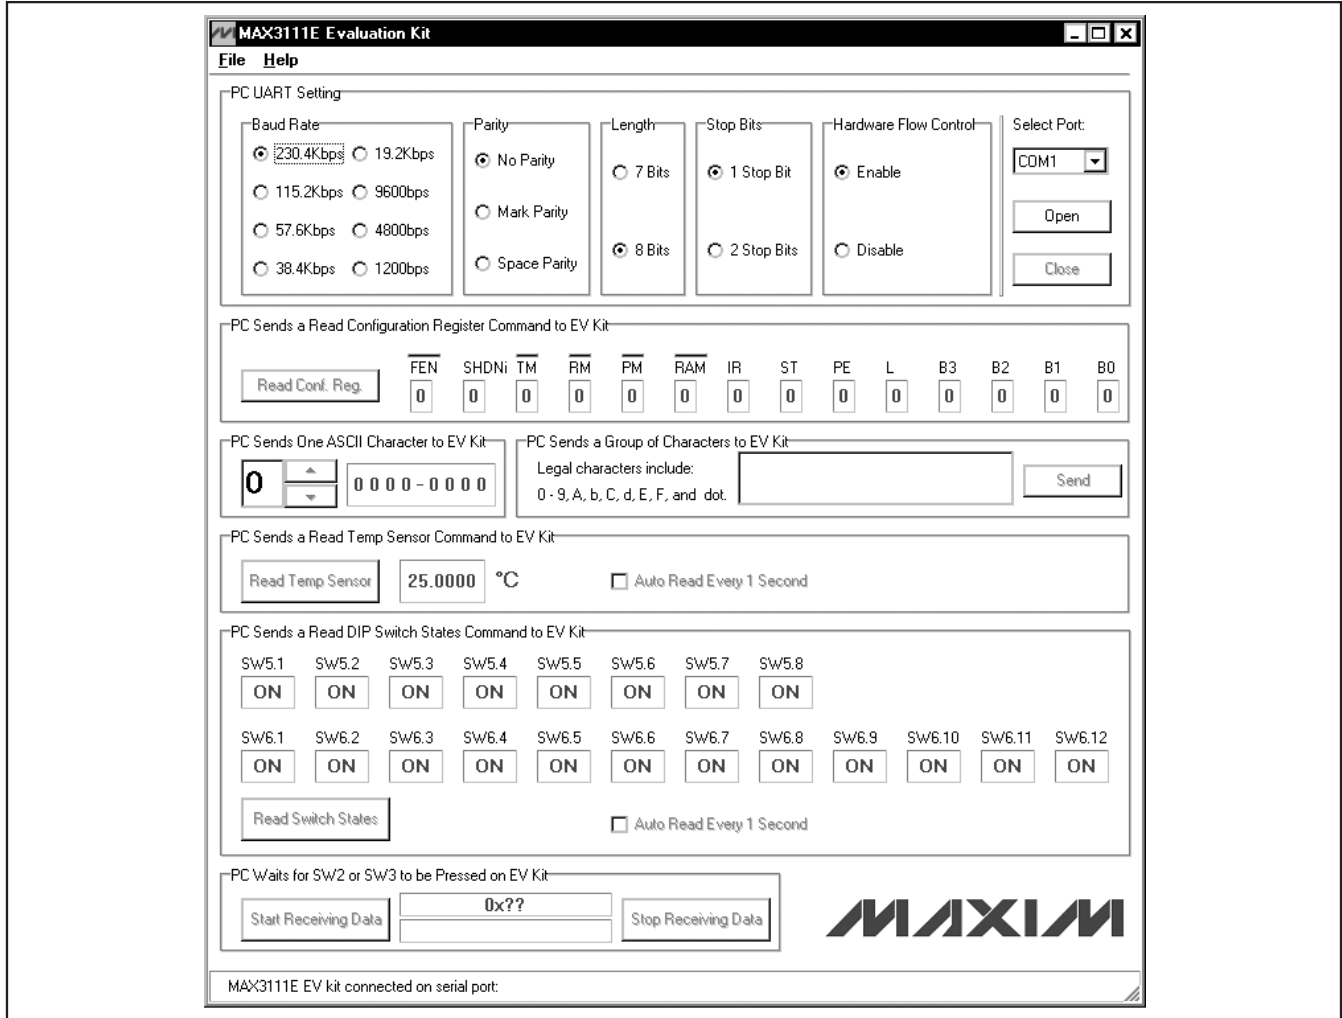 MAX3111E Evaluation Kit
File Help
PC UART Setting
Baud Rate
230.4Kbps 19.2Kbps
115.2Kbps 9600bps
57.6Kbps 4800bps
38.4Kbps 1200bps
Parity
No Parity
Mark Parity
Space Parity
Length
7 Bits
8 Bits
Stop Bits
1 Stop Bit
2 Stop Bits
Hardware Flow Control
Enable
Disable
Select Port:
COM1
Open
Close
PC Sends a Read Configuration Register Command to EV Kit
Read Conf. Reg.
FEN SHDNi TM RM PM RAM IR ST PE L B3 B2 B1 B0
0 0 0 0 0 0 0 0 0 0 0 0 0 0
PC Sends One ASCII Character to EV Kit
0
0 0 0 0 - 0 0 0 0
PC Sends a Group of Characters to EV Kit
Legal characters include:
0 - 9, A, b, C, d, E, F, and dot.
Send
PC Sends a Read Temp Sensor Command to EV Kit
Read Temp Sensor 25.0000 °C Auto Read Every 1 Second
PC Sends a Read DIP Switch States Command to EV Kit
SW5.1 SW5.2 SW5.3 SW5.4 SW5.5 SW5.6 SW5.7 SW5.8
ON ON ON ON ON ON ON ON
SW6.1 SW6.2 SW6.3 SW6.4 SW6.5 SW6.6 SW6.7 SW6.8 SW6.9 SW6.10 SW6.11 SW6.12
ON ON ON ON ON ON ON ON ON ON ON ON
Read Switch States Auto Read Every 1 Second
PC Waits for SW2 or SW3 to be Pressed on EV Kit
Start Receiving Data 0x?? Stop Receiving Data
MAXIM
MAX3111E EV kit connected on serial port: